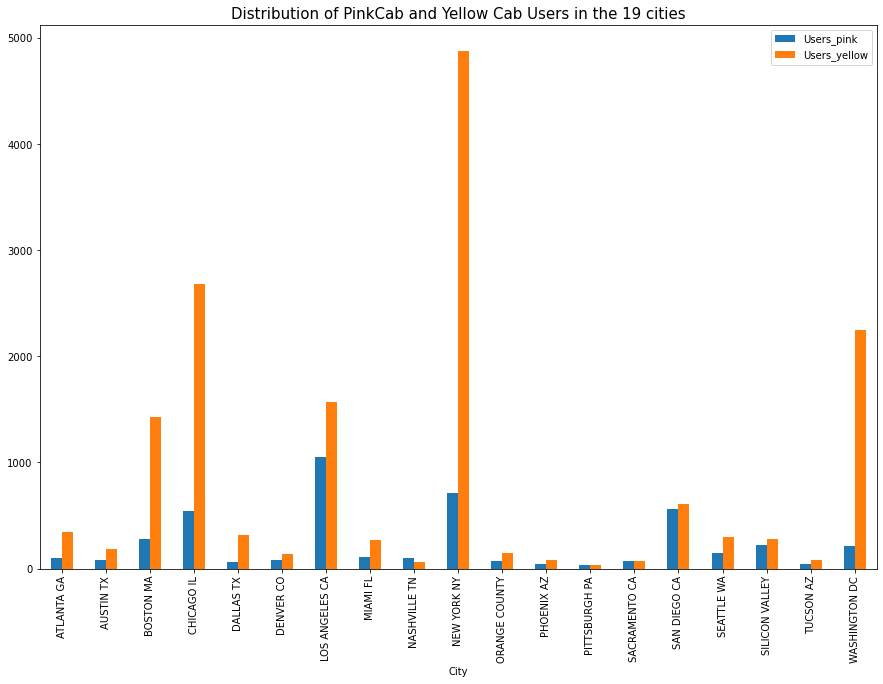 Distribution of PinkCab and Yellow Cab Users in the 19 cities
Users_pink
Users_yellow
5000
4000
3000
2000
1000
0
ATLANTA GA
AUSTIN TX
BOSTON MA
CHICAGO IL
DALLAS TX
DENVER CO
LOS ANGELES CA
MIAMI FL
NASHVILLE TN
NEW YORK NY
ORANGE COUNTY
PHOENIX AZ
PITTSBURGH PA
SACRAMENTO CA
SAN DIEGO CA
SEATTLE WA
SILICON VALLEY
TUCSON AZ
WASHINGTON DC
City